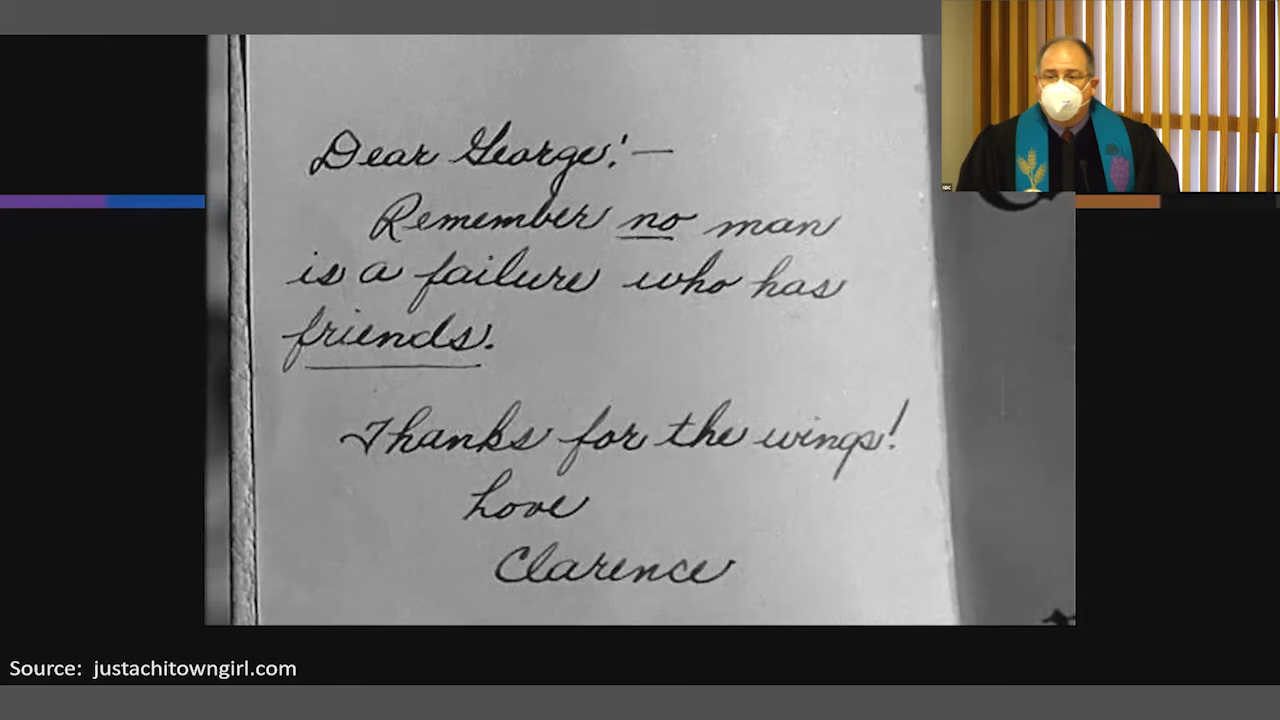 Dear George:—
Remember no man
is a failure who has
friends.
Thanks for the wings!
Love
Clarence
Source: justachitowngirl.com